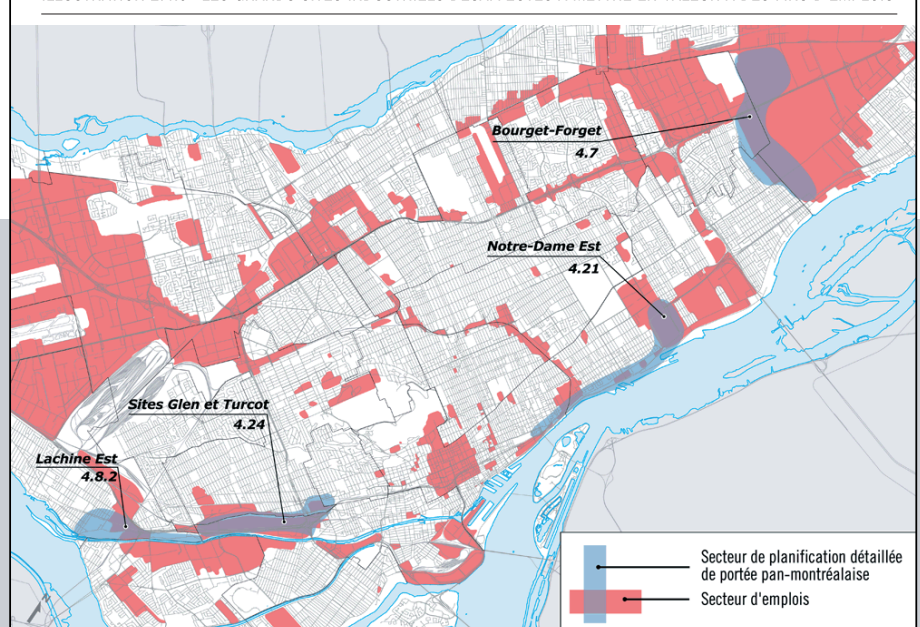 Bourget-Forget
4.7
Notre-Dame Est
4.21
Sites Glen et Turcot
4.24
Lachine Est
4.8.2
Secteur de planification détaillée
de portée pan-montréalaise
Secteur d'emplois